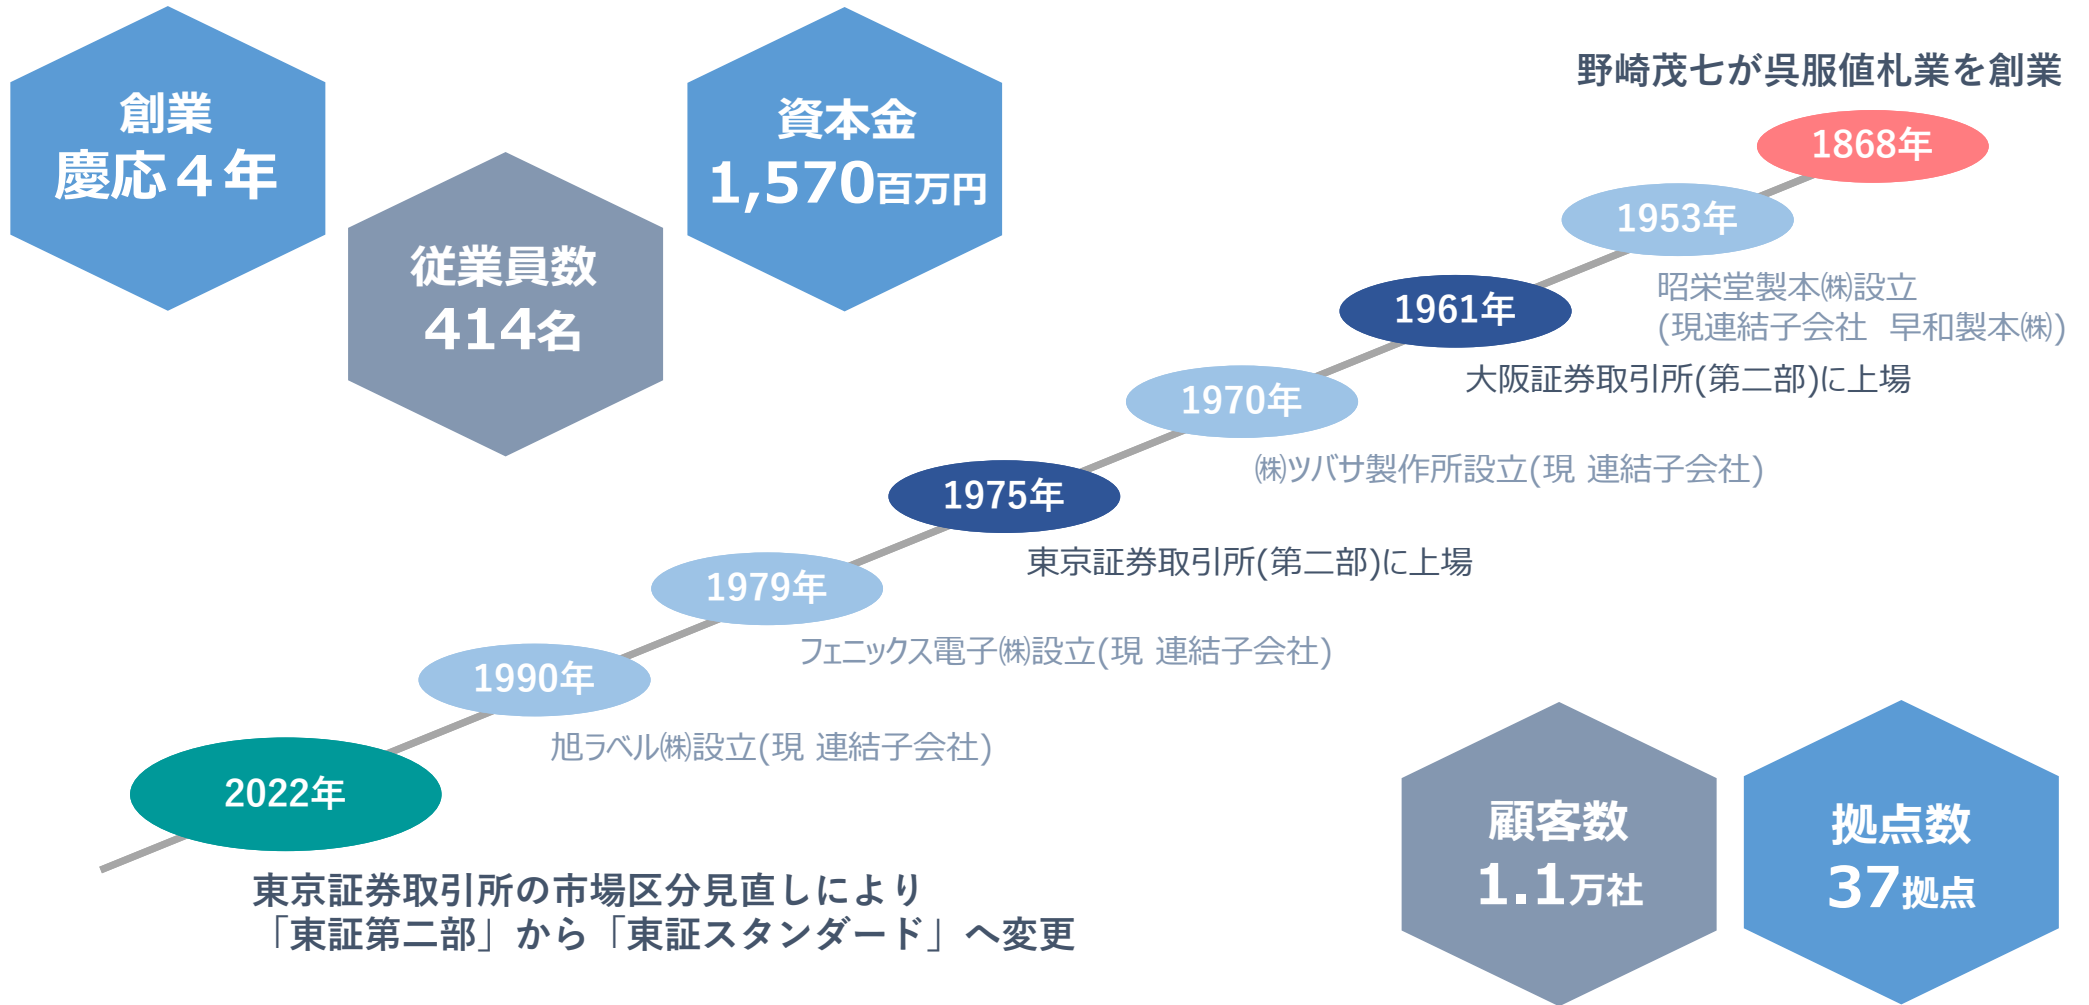 創業
慶応４年
従業員数
414名
資本金
1,570百万円
野崎茂七が呉服値札業を創業
1868年
1953年
昭栄堂製本㈱設立
(現連結子会社　早和製本㈱)
1961年
大阪証券取引所(第二部)に上場
1970年
㈱ツバサ製作所設立(現 連結子会社)
1975年
東京証券取引所(第二部)に上場
1979年
フェニックス電子㈱設立(現 連結子会社)
1990年
旭ラベル㈱設立(現 連結子会社)
2022年
東京証券取引所の市場区分見直しにより
「東証第二部」から「東証スタンダード」へ変更
顧客数
1.1万社
拠点数
37拠点